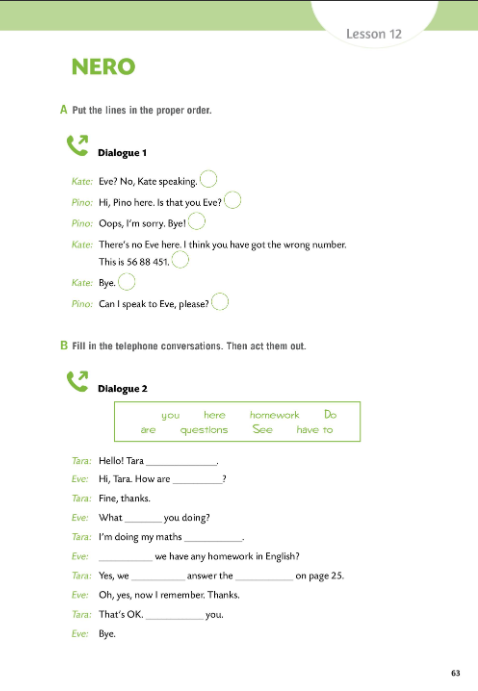 Lesson 12
NERO
A Put the lines in the proper order.
Dialogue 1
Kate: Eve? No, Kate speaking.
Pino: Hi, Pino here. Is that you Eve?
Pino: Oops, I'm sorry. Bye!
Kate: There's no Eve here. I think you have got the wrong number.
This is 56 88 451.
Kate: Bye.
Pino: Can I speak to Eve, please?
B Fill in the telephone conversations. Then act them out.
Dialogue 2
you here homework Do
are questions See have to
Tara: Hello! Tara ______________.
Eve: Hi, Tara. How are __________?
Tara: Fine, thanks.
Eve: What _______ you doing?
Tara: I'm doing my maths ___________.
Eve: ___________ we have any homework in English?
Tara: Yes, we ___________ answer the ___________ on page 25.
Eve: Oh, yes, now I remember. Thanks.
Tara: That's OK. ___________ you.
Eve: Bye.
63